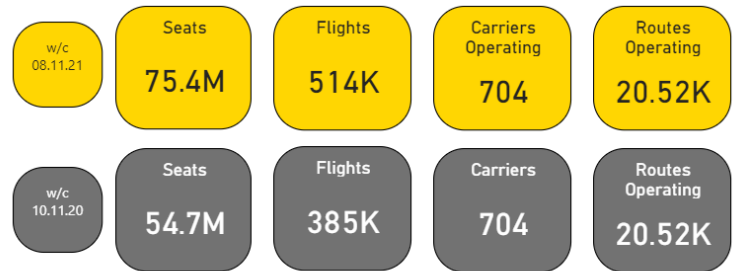 w/c
08.11.21
Seats
75.4M
Flights
514K
Carriers
Operating
704
Routes
Operating
20.52K
w/c
10.11.20
Seats
54.7M
Flights
385K
Carriers
704
Routes
Operating
20.52K